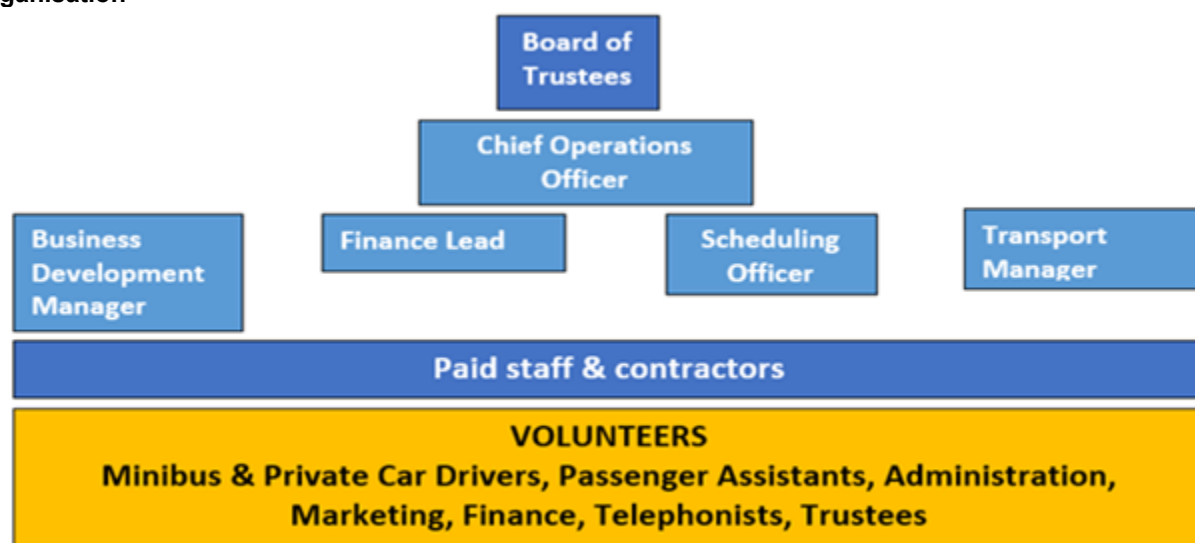 ganisation
Board of
Trustees
Chief Operations
Officer
Business
Development
Manager
Finance Lead
Scheduling
Officer
Transport
Manager
Paid staff & contractors
VOLUNTEERS
Minibus & Private Car Drivers, Passenger Assistants, Administration,
Marketing, Finance, Telephonists, Trustees